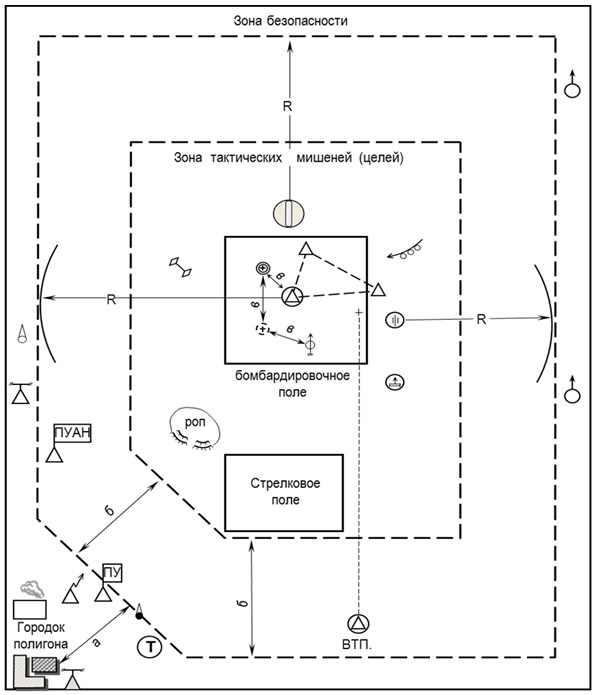 Зона безопасности
R
Зона тактических мишеней (целей)
в
R
в
в
R
бомбардировочное
поле
РОП
ПУАН
Стрелковое
поле
б
б
ПУ
Городок
полигона
а
Т
ВТП.